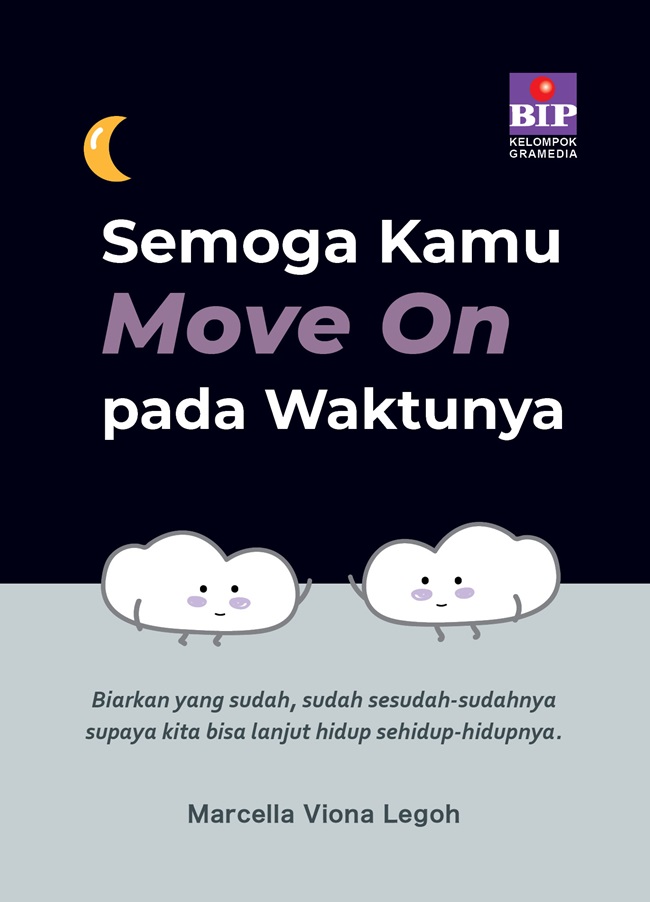 BIP
KELOMPOK
GRAMEDIA
Semoga Kamu
Move On
pada Waktunya
Biarkan yang sudah, sudah sesudah-sudahnya
supaya kita bisa lanjut hidup sehidup-hidupnya.
Marcella Viona Legoh